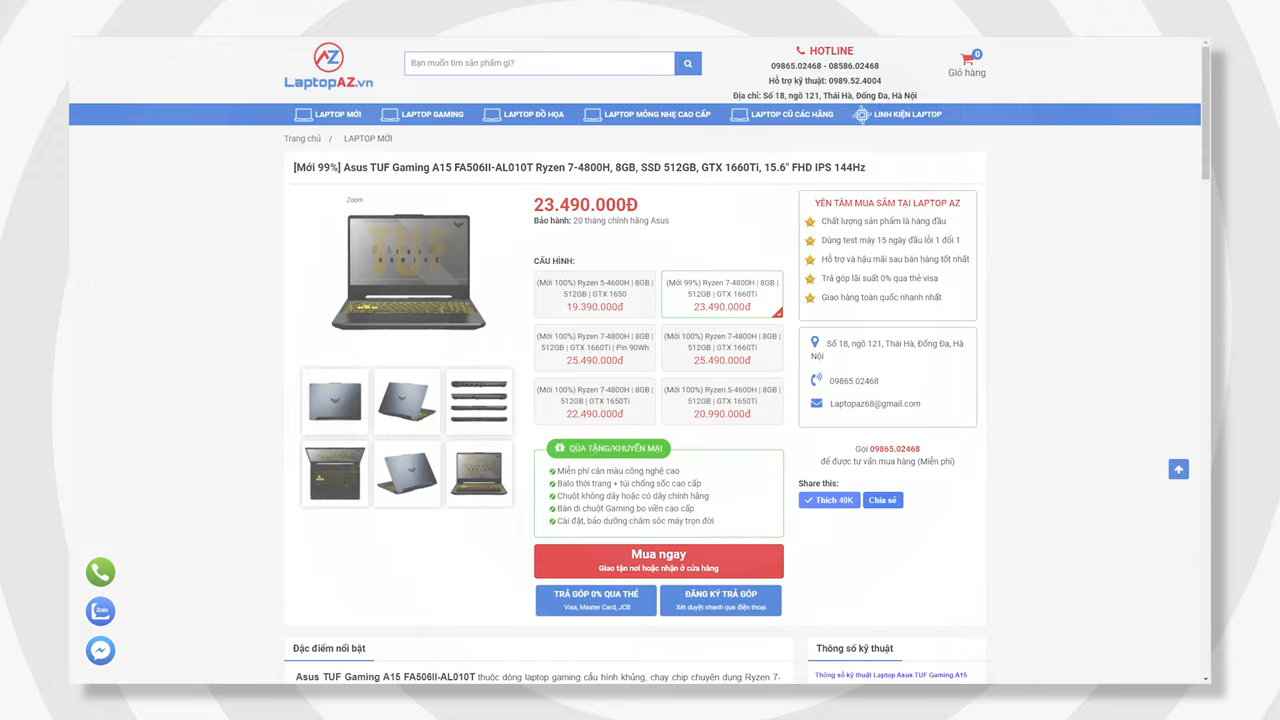 LaptopAZ.vn
Bạn muốn tìm sản phẩm gì?
HOTLINE
09865.02468 - 08586.02468
Hỗ trợ kỹ thuật: 0989.52.4004
Địa chỉ: Số 18, ngõ 121, Thái Hà, Đống Đa, Hà Nội
0
Giỏ hàng
LAPTOP MỚI
LAPTOP GAMING
LAPTOP ĐỒ HỌA
LAPTOP MỎNG NHẸ CAO CẤP
LAPTOP CŨ CÁC HÃNG
LINH KIỆN LAPTOP
Trang chủ / LAPTOP MỚI
[Mới 99%] Asus TUF Gaming A15 FA506II-AL010T Ryzen 7-4800H, 8GB, SSD 512GB, GTX 1660Ti, 15.6" FHD IPS 144Hz
Zoom
23.490.000Đ
Bảo hành: 20 tháng chính hãng Asus
CẤU HÌNH:
(Mới 100%) Ryzen 5-4600H | 8GB |
512GB | GTX 1650
19.390.000đ
(Mới 99%) Ryzen 7-4800H | 8GB |
512GB | GTX 1660Ti
23.490.000đ
(Mới 100%) Ryzen 7-4800H | 8GB |
512GB | GTX 1660Ti | Pin 90Wh
25.490.000đ
(Mới 100%) Ryzen 7-4800H | 8GB |
512GB | GTX 1660Ti
25.490.000đ
(Mới 100%) Ryzen 7-4800H | 8GB |
512GB | GTX 1650Ti
22.490.000đ
(Mới 100%) Ryzen 5-4600H | 8GB |
512GB | GTX 1650Ti
20.990.000đ
QÙA TẶNG/KHUYẾN MẠI
Miễn phí cân màu công nghệ cao
Balo thời trang + túi chống sốc cao cấp
Chuột không dây hoặc có dây chính hãng
Bàn di chuột Gaming bo viền cao cấp
Cài đặt, bảo dưỡng chăm sóc máy trọn đời
Mua ngay
Giao tận nơi hoặc nhận ở cửa hàng
TRẢ GÓP 0% QUA THẺ
Visa, Master Card, JCB
ĐĂNG KÝ TRẢ GÓP
Xét duyệt nhanh qua điện thoại
YÊN TÂM MUA SẮM TẠI LAPTOP AZ
Chất lượng sản phẩm là hàng đầu
Dùng test máy 15 ngày đầu lỗi 1 đổi 1
Hỗ trợ và hậu mãi sau bán hàng tốt nhất
Trả góp lãi suất 0% qua thẻ visa
Giao hàng toàn quốc nhanh nhất
Số 18, ngõ 121, Thái Hà, Đống Đa, Hà
Nội
09865.02468
Laptopaz68@gmail.com
Gọi 09865.02468
để được tư vấn mua hàng (Miễn phí)
Share this:
Thích 40K
Chia sẻ
Zalo
Đặc điểm nổi bật
Asus TUF Gaming A15 FA506II-AL010T thuộc dòng laptop gaming cấu hình khủng, chạy chip chuyên dụng Ryzen 7-
Thông số kỹ thuật
Thông số kỹ thuật Laptop Asus TUF Gaming A15